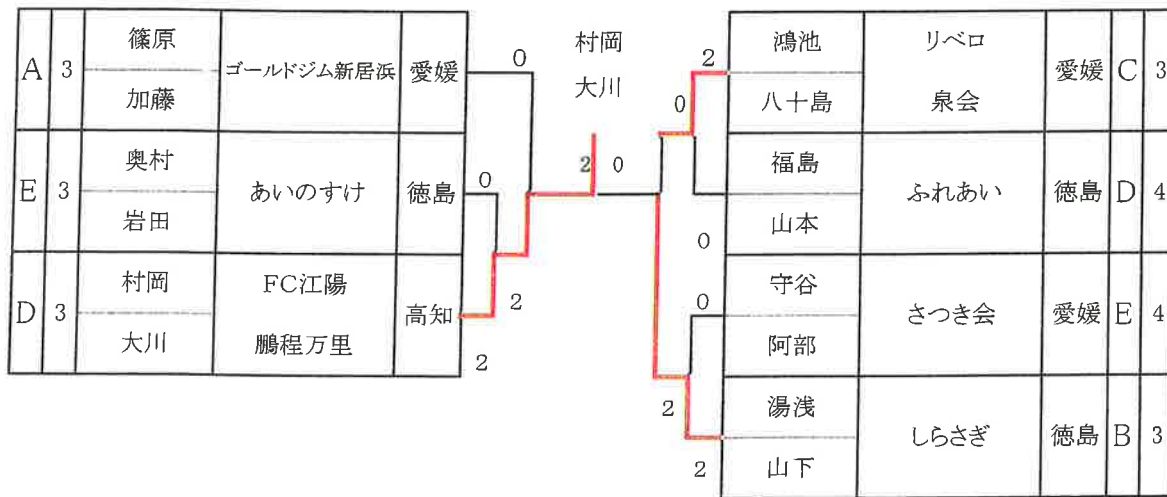 A 3 篠原 加藤 ゴールドジム新居浜 愛媛 0
E 3 奥村 岩田 あいのすけ 徳島 0
D 3 村岡 大川 FC江陽 鵬程万里 高知 2
2
村岡
大川
2 0
2 鴻池 八十島 リベロ 泉会 愛媛 C 3
0
福島 山本 ふれあい 徳島 D 4
0
0 守谷 阿部 さつき会 愛媛 E 4
2
2 湯浅 山下 しらさぎ 徳島 B 3